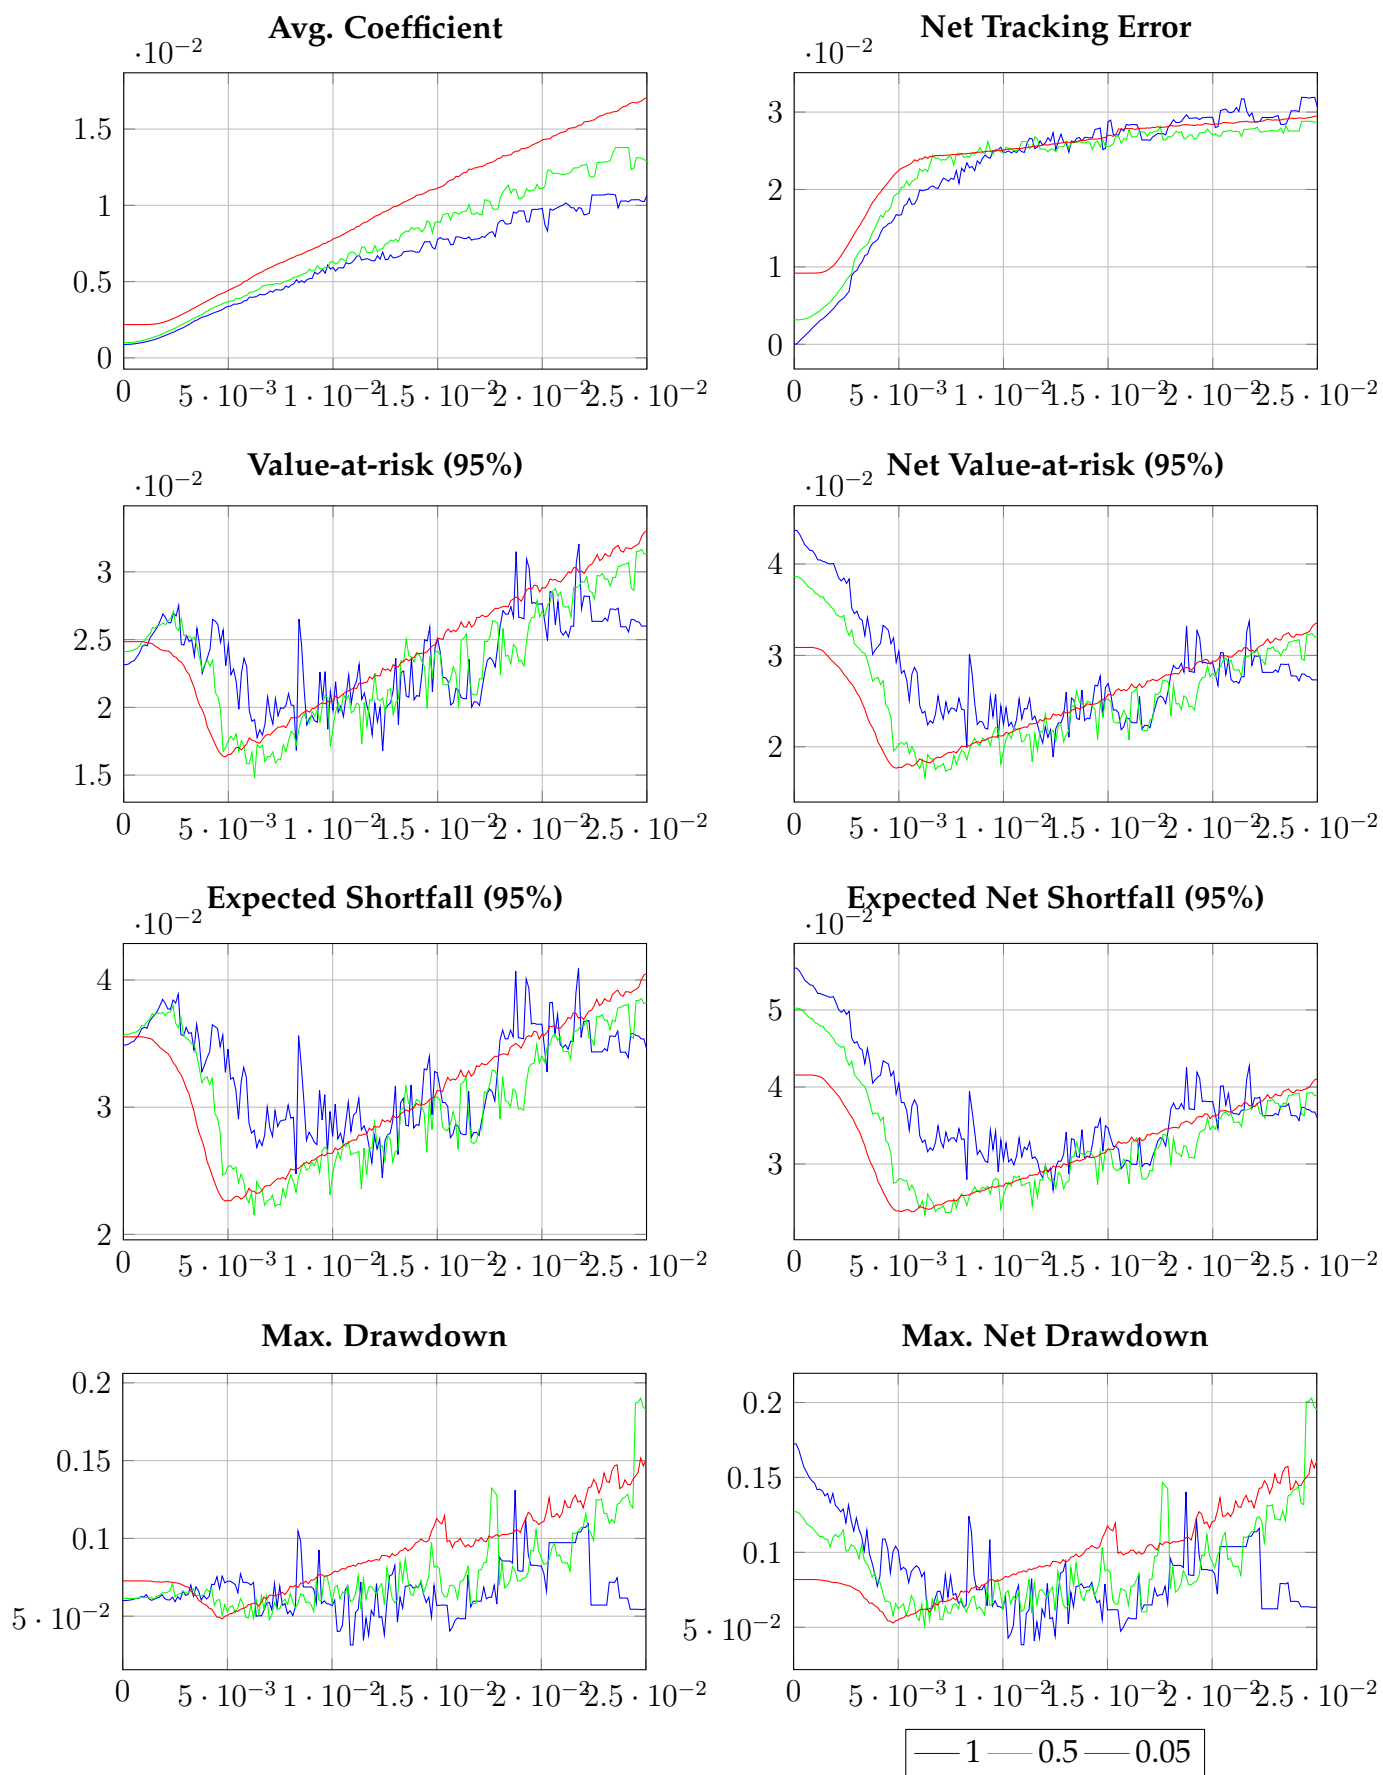 Avg. Coefficient
Net Tracking Error
·10⁻²
·10⁻²
1.5
1
0.5
0
3
2
1
0
0 5 · 10⁻³ 1 · 10⁻² 1.5 · 10⁻² 2 · 10⁻² 2.5 · 10⁻²
0 5 · 10⁻³ 1 · 10⁻² 1.5 · 10⁻² 2 · 10⁻² 2.5 · 10⁻²
Value-at-risk (95%)
Net Value-at-risk (95%)
·10⁻²
·10⁻²
3
2.5
2
1.5
4
3
2
0 5 · 10⁻³ 1 · 10⁻² 1.5 · 10⁻² 2 · 10⁻² 2.5 · 10⁻²
0 5 · 10⁻³ 1 · 10⁻² 1.5 · 10⁻² 2 · 10⁻² 2.5 · 10⁻²
Expected Shortfall (95%)
Expected Net Shortfall (95%)
·10⁻²
·10⁻²
4
3
2
5
4
3
0 5 · 10⁻³ 1 · 10⁻² 1.5 · 10⁻² 2 · 10⁻² 2.5 · 10⁻²
0 5 · 10⁻³ 1 · 10⁻² 1.5 · 10⁻² 2 · 10⁻² 2.5 · 10⁻²
Max. Drawdown
Max. Net Drawdown
0.2
0.15
0.1
5 · 10⁻²
0.2
0.15
0.1
5 · 10⁻²
0 5 · 10⁻³ 1 · 10⁻² 1.5 · 10⁻² 2 · 10⁻² 2.5 · 10⁻²
0 5 · 10⁻³ 1 · 10⁻² 1.5 · 10⁻² 2 · 10⁻² 2.5 · 10⁻²
1 0.5 0.05